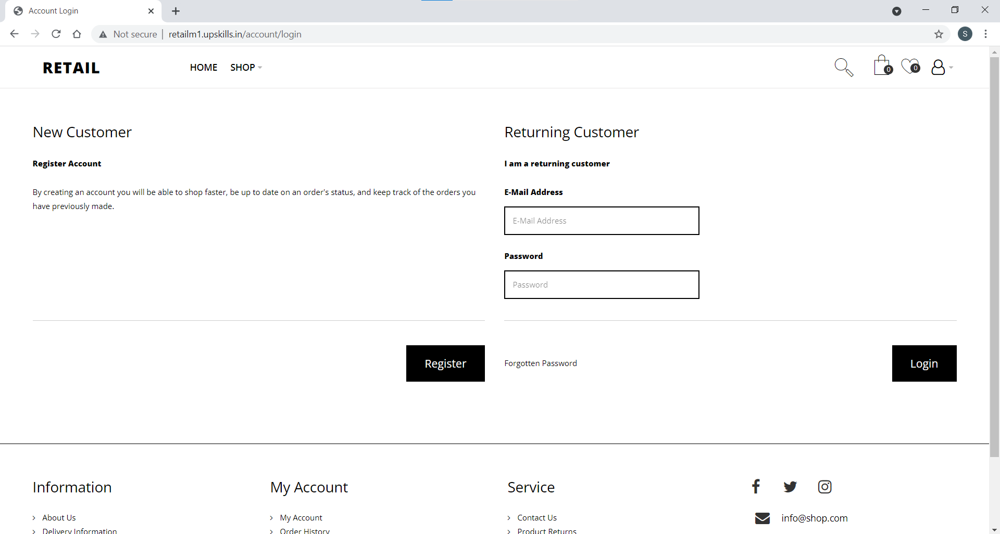 Account Login
Not secure
retailm1.upskills.in/account/login
S
RETAIL
HOME
SHOP
0
0
New Customer
Register Account
By creating an account you will be able to shop faster, be up to date on an order's status, and keep track of the orders you
have previously made.
Register
Returning Customer
I am a returning customer
E-Mail Address
E-Mail Address
Password
Password
Forgotten Password
Login
Information
About Us
Delivery Information
My Account
My Account
Order History
Service
Contact Us
Product Returns
info@shop.com